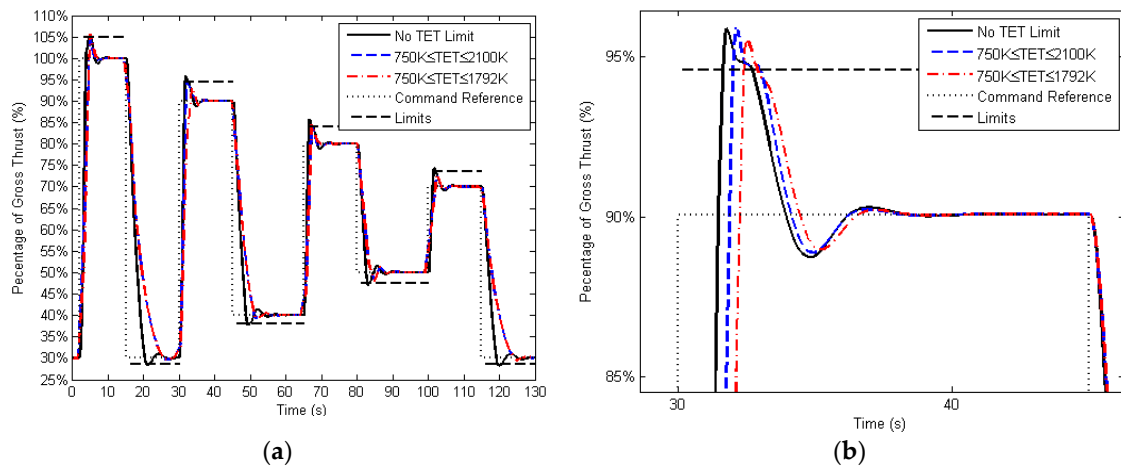 110%
105%
100%
95%
90%
85%
80%
75%
70%
65%
60%
55%
50%
45%
40%
35%
30%
25%
Pecentage of Gross Thrust (%)
No TET Limit
750K≤TET≤2100K
750K≤TET≤1792K
Command Reference
Limits
0 10 20 30 40 50 60 70 80 90 100 110 120 130
Time (s)
(a)
95%
90%
85%
Pecentage of Gross Thrust (%)
No TET Limit
750K≤TET≤2100K
750K≤TET≤1792K
Command Reference
Limits
30 40
Time (s)
(b)